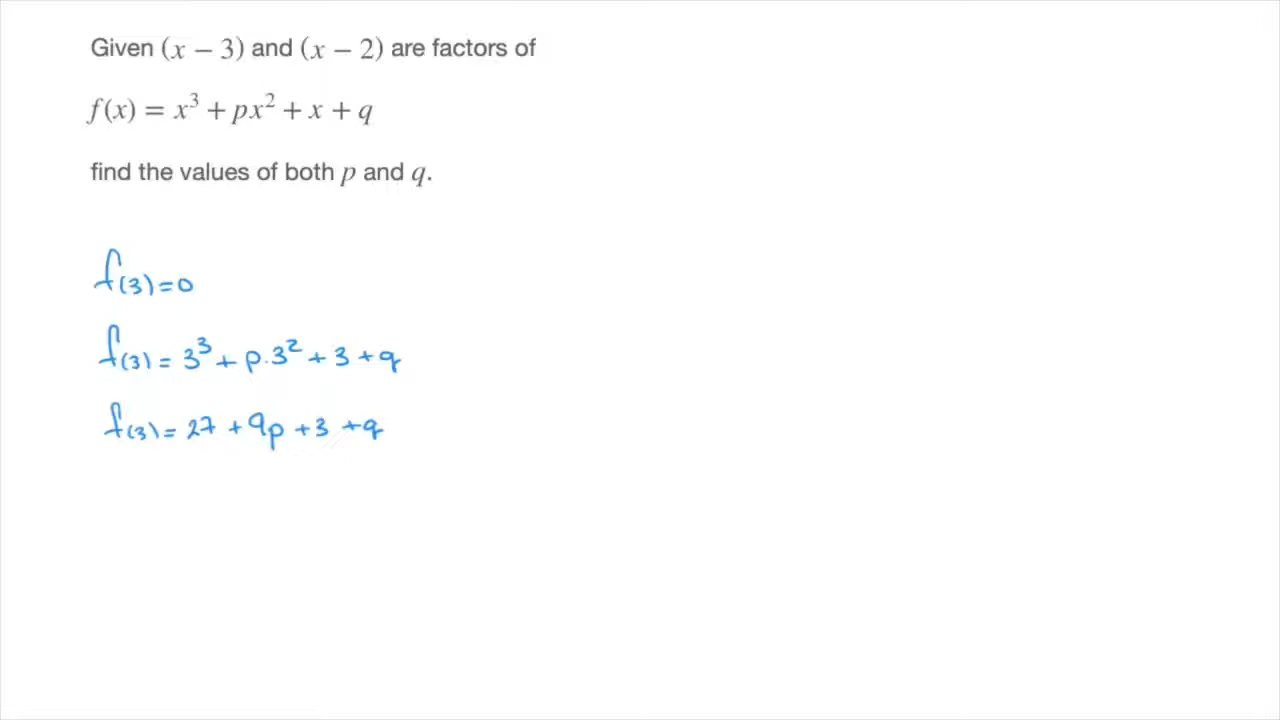 Given (x − 3) and (x − 2) are factors of
f(x) = x³ + px² + x + q
find the values of both p and q.
f(3) = 0
f(3) = 3³ + p·3² + 3 + q
f(3) = 27 + 9p + 3 + q